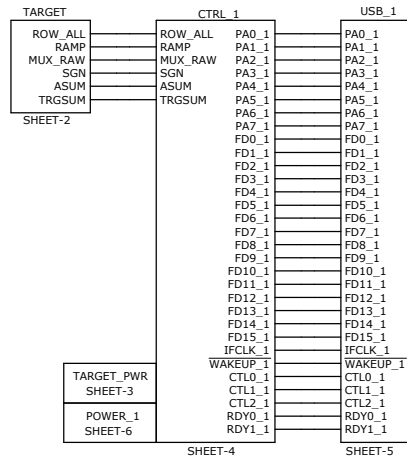 TARGET CTRL_1 USB_1
ROW_ALL ROW_ALL PA0_1 PA0_1
RAMP RAMP PA1_1 PA1_1
MUX_RAW MUX_RAW PA2_1 PA2_1
SGN SGN PA3_1 PA3_1
ASUM ASUM PA4_1 PA4_1
TRGSUM TRGSUM PA5_1 PA5_1
PA6_1 PA6_1
SHEET-2 PA7_1 PA7_1
FD0_1 FD0_1
FD1_1 FD1_1
FD2_1 FD2_1
FD3_1 FD3_1
FD4_1 FD4_1
FD5_1 FD5_1
FD6_1 FD6_1
FD7_1 FD7_1
FD8_1 FD8_1
FD9_1 FD9_1
FD10_1 FD10_1
FD11_1 FD11_1
FD12_1 FD12_1
FD13_1 FD13_1
FD14_1 FD14_1
FD15_1 FD15_1
IFCLK_1 IFCLK_1
WAKEUP_1 WAKEUP_1
TARGET_PWR CTL0_1 CTL0_1
SHEET-3 CTL1_1 CTL1_1
CTL2_1 CTL2_1
POWER_1 RDY0_1 RDY0_1
SHEET-6 RDY1_1 RDY1_1
SHEET-4 SHEET-5